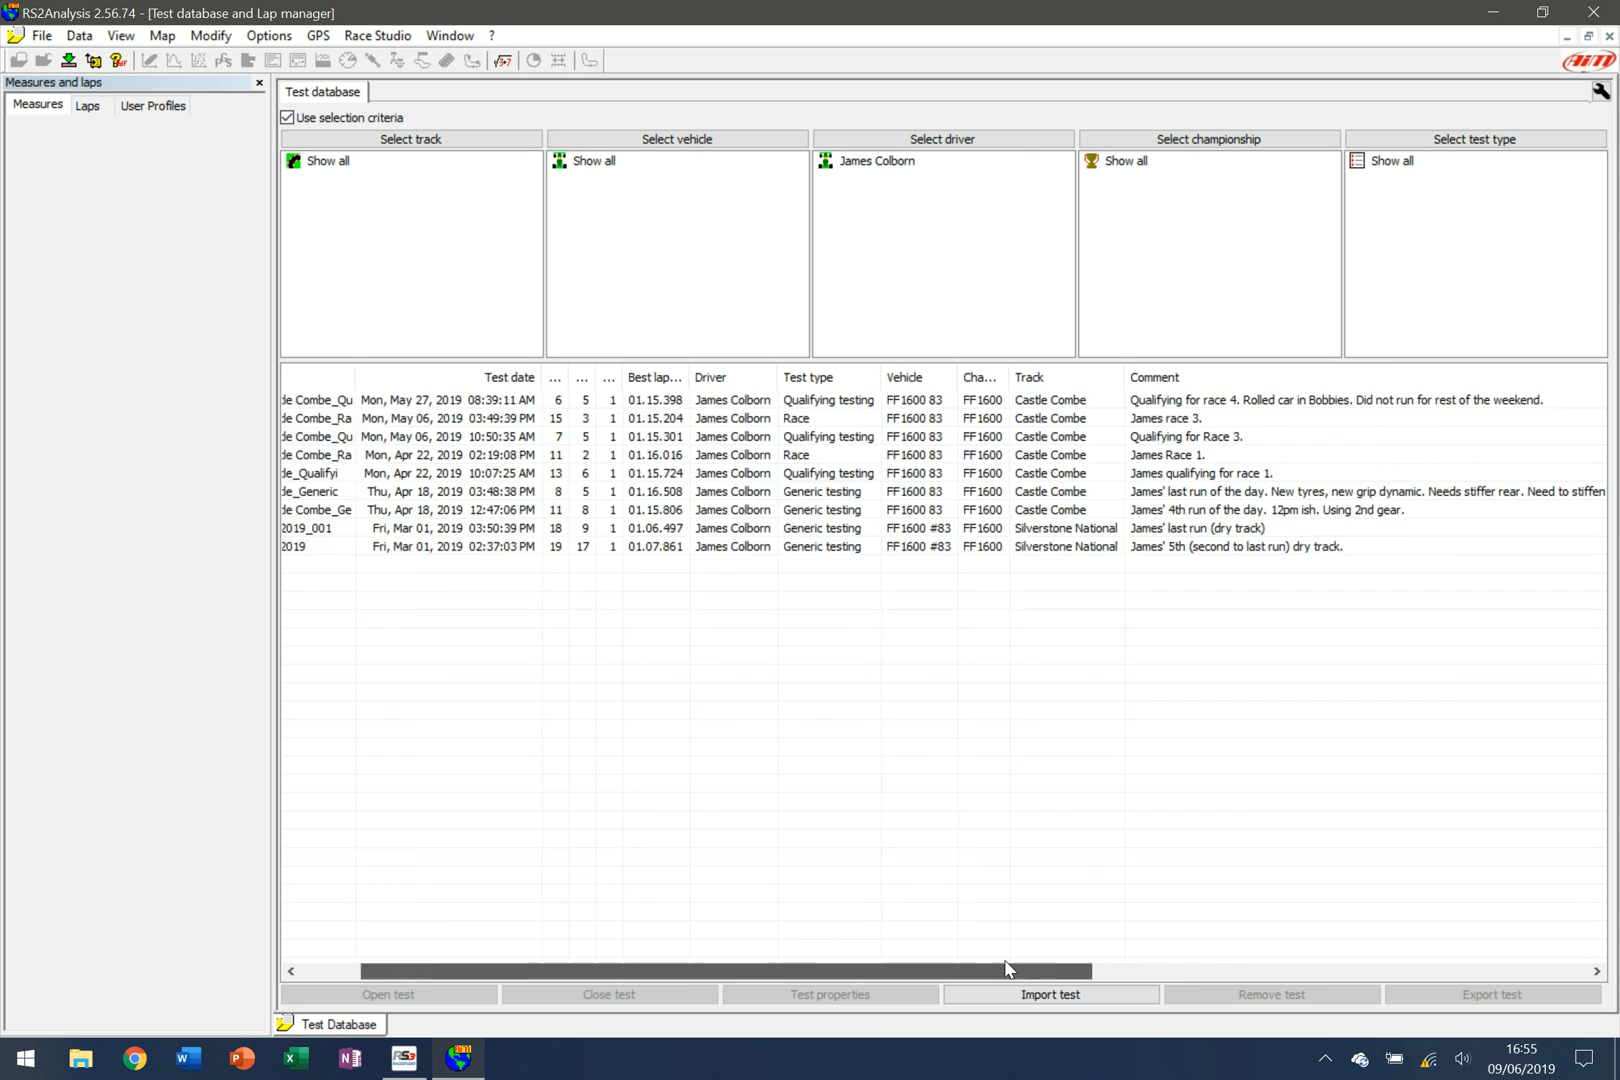 RS2Analysis 2.56.74 - [Test database and Lap manager]
File Data View Map Modify Options GPS Race Studio Window ?
AiM
Measures and laps
Measures Laps User Profiles
Test database
Use selection criteria
Select track Select vehicle Select driver Select championship Select test type
Show all Show all James Colborn Show all Show all
Test date ... ... ... Best lap... Driver Test type Vehicle Cha... Track Comment
de Combe_Qu Mon, May 27, 2019 08:39:11 AM 6 5 1 01.15.398 James Colborn Qualifying testing FF1600 83 FF1600 Castle Combe Qualifying for race 4. Rolled car in Bobbies. Did not run for rest of the weekend.
de Combe_Ra Mon, May 06, 2019 03:49:39 PM 15 3 1 01.15.204 James Colborn Race FF1600 83 FF1600 Castle Combe James race 3.
de Combe_Qu Mon, May 06, 2019 10:50:35 AM 7 5 1 01.15.301 James Colborn Qualifying testing FF1600 83 FF1600 Castle Combe Qualifying for Race 3.
de Combe_Ra Mon, Apr 22, 2019 02:19:08 PM 11 2 1 01.16.016 James Colborn Race FF1600 83 FF1600 Castle Combe James Race 1.
de_Qualifyi Mon, Apr 22, 2019 10:07:25 AM 13 6 1 01.15.724 James Colborn Qualifying testing FF1600 83 FF1600 Castle Combe James qualifying for race 1.
de_Generic Thu, Apr 18, 2019 03:48:38 PM 8 5 1 01.16.508 James Colborn Generic testing FF1600 83 FF1600 Castle Combe James' last run of the day. New tyres, new grip dynamic. Needs stiffer rear. Need to stiffen
de Combe_Ge Thu, Apr 18, 2019 12:47:06 PM 11 8 1 01.15.806 James Colborn Generic testing FF1600 83 FF1600 Castle Combe James' 4th run of the day. 12pm ish. Using 2nd gear.
2019_001 Fri, Mar 01, 2019 03:50:39 PM 18 9 1 01.06.497 James Colborn Generic testing FF1600 #83 FF1600 Silverstone National James' last run (dry track)
2019 Fri, Mar 01, 2019 02:37:03 PM 19 17 1 01.07.861 James Colborn Generic testing FF1600 #83 FF1600 Silverstone National James' 5th (second to last run) dry track.
Open test Close test Test properties Import test Remove test Export test
Test Database
RS3
16:55
09/06/2019